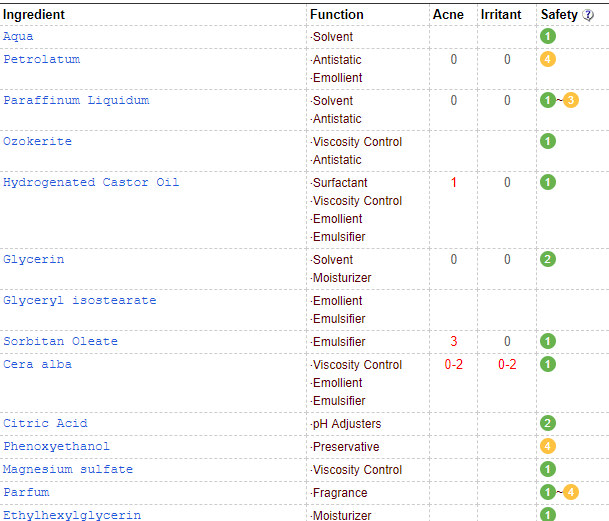 Ingredient Function Acne Irritant Safety ?
Aqua ·Solvent 1
Petrolatum ·Antistatic 0 0 4
·Emollient
Paraffinum Liquidum ·Solvent 0 0 1~3
·Antistatic
Ozokerite ·Viscosity Control 1
·Antistatic
Hydrogenated Castor Oil ·Surfactant 1 0 1
·Viscosity Control
·Emollient
·Emulsifier
Glycerin ·Solvent 0 0 2
·Moisturizer
Glyceryl isostearate ·Emollient
·Emulsifier
Sorbitan Oleate ·Emulsifier 3 0 1
Cera alba ·Viscosity Control 0-2 0-2 1
·Emollient
·Emulsifier
Citric Acid ·pH Adjusters 2
Phenoxyethanol ·Preservative 4
Magnesium sulfate ·Viscosity Control 1
Parfum ·Fragrance 1~4
Ethylhexylglycerin ·Moisturizer 1